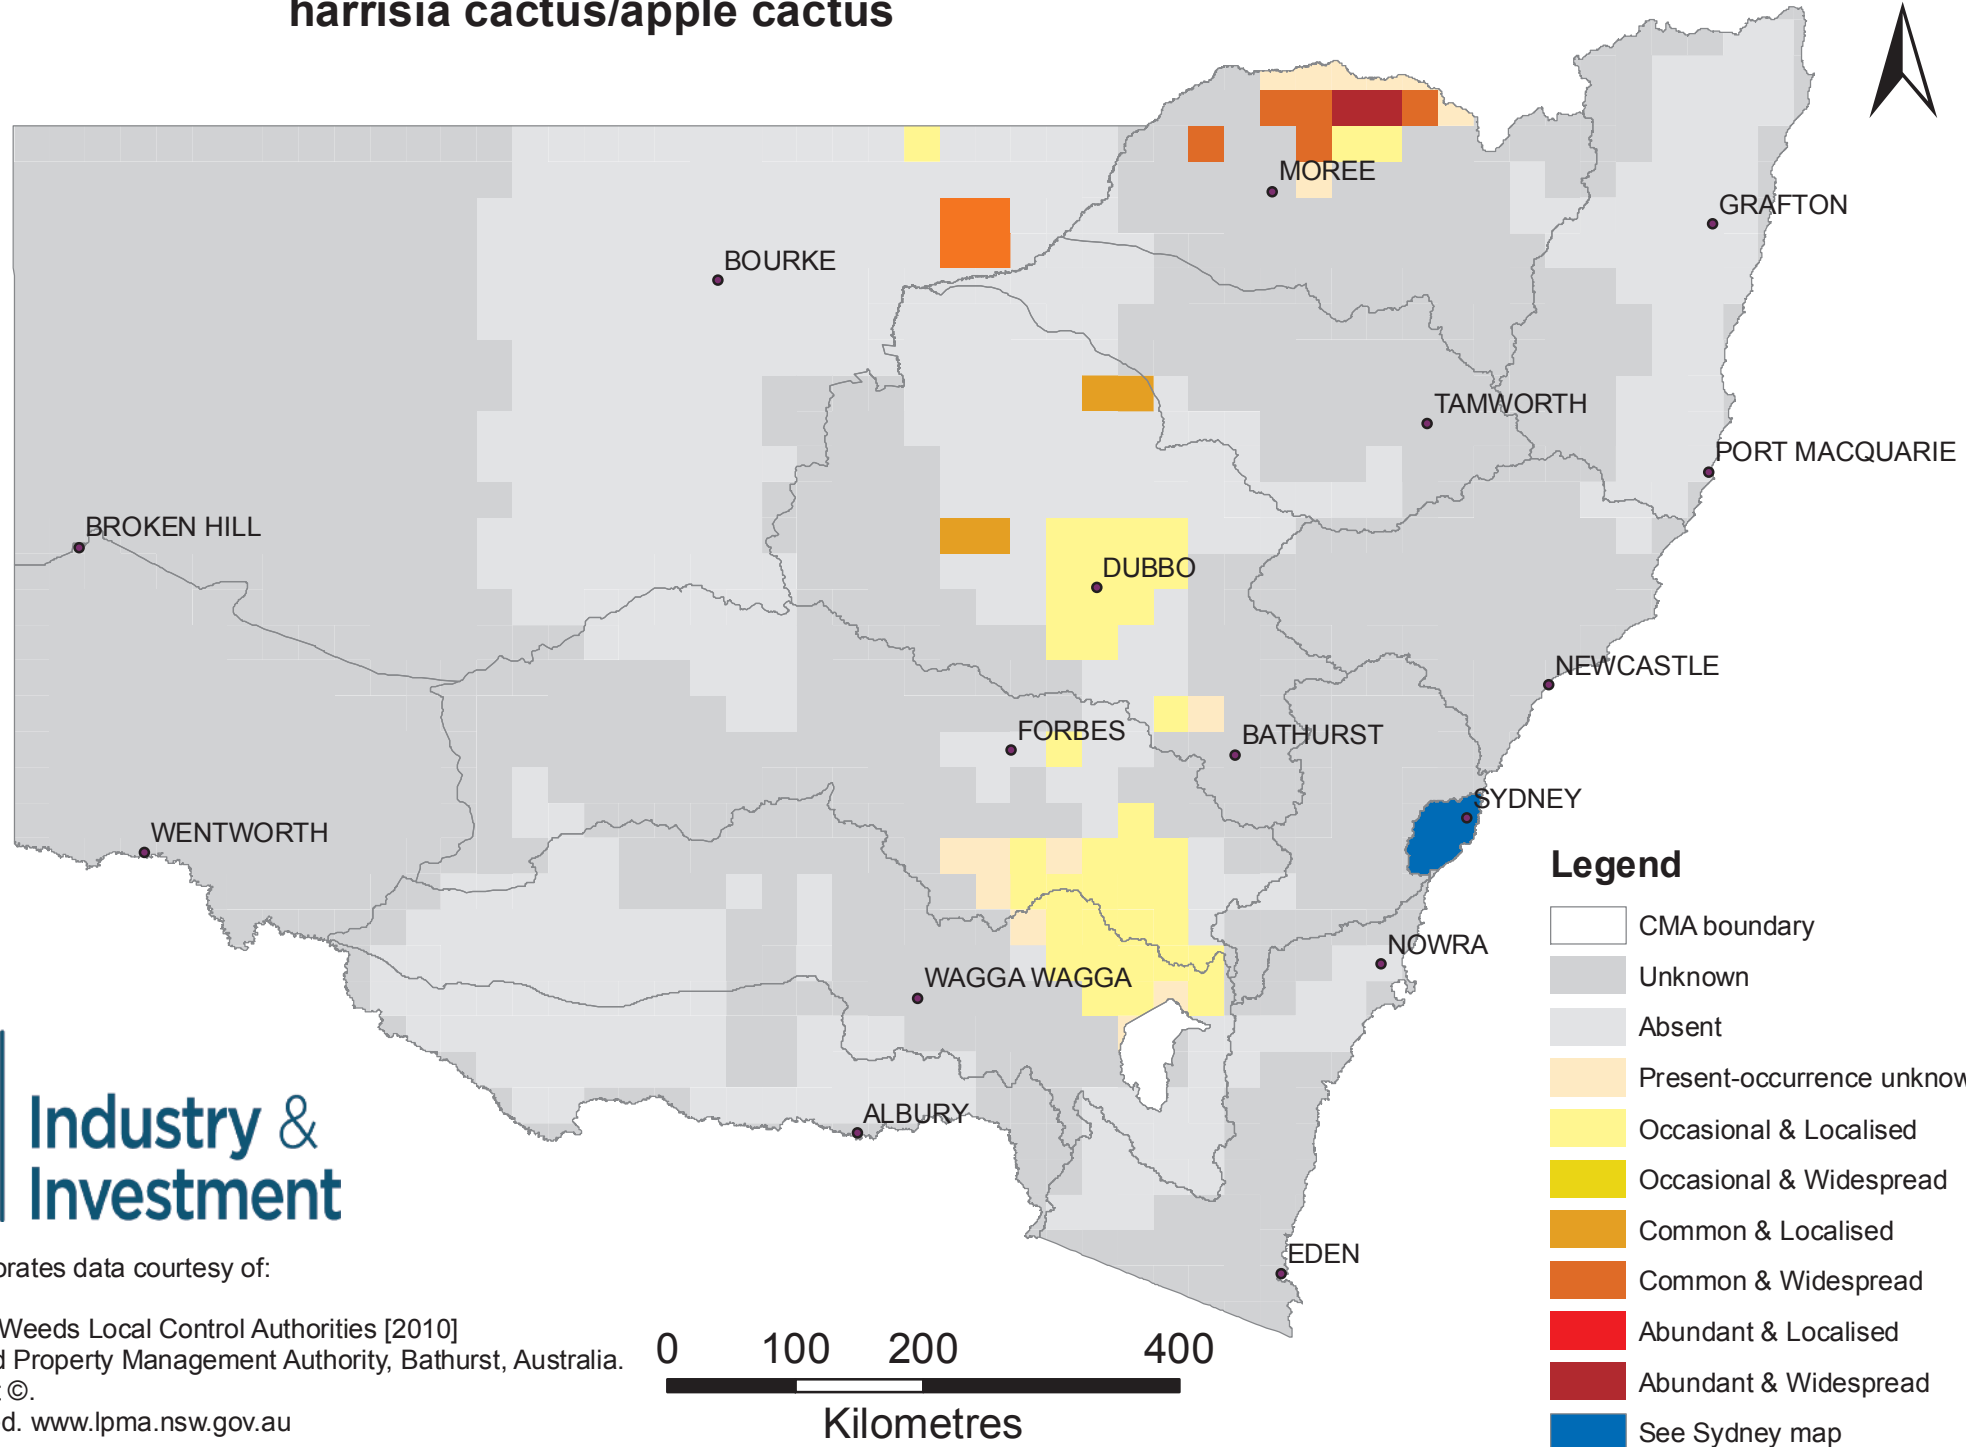 harrisia cactus/apple cactus
MOREE
GRAFTON
BOURKE
TAMWORTH
PORT MACQUARIE
BROKEN HILL
DUBBO
NEWCASTLE
FORBES
BATHURST
SYDNEY
WENTWORTH
NOWRA
WAGGA WAGGA
ALBURY
EDEN
Legend
CMA boundary
Unknown
Absent
Present-occurrence unknow
Occasional & Localised
Occasional & Widespread
Common & Localised
Common & Widespread
Abundant & Localised
Abundant & Widespread
See Sydney map
Industry &
Investment
orates data courtesy of:
Weeds Local Control Authorities [2010]
d Property Management Authority, Bathurst, Australia.
©.
d. www.lpma.nsw.gov.au
0 100 200 400
Kilometres